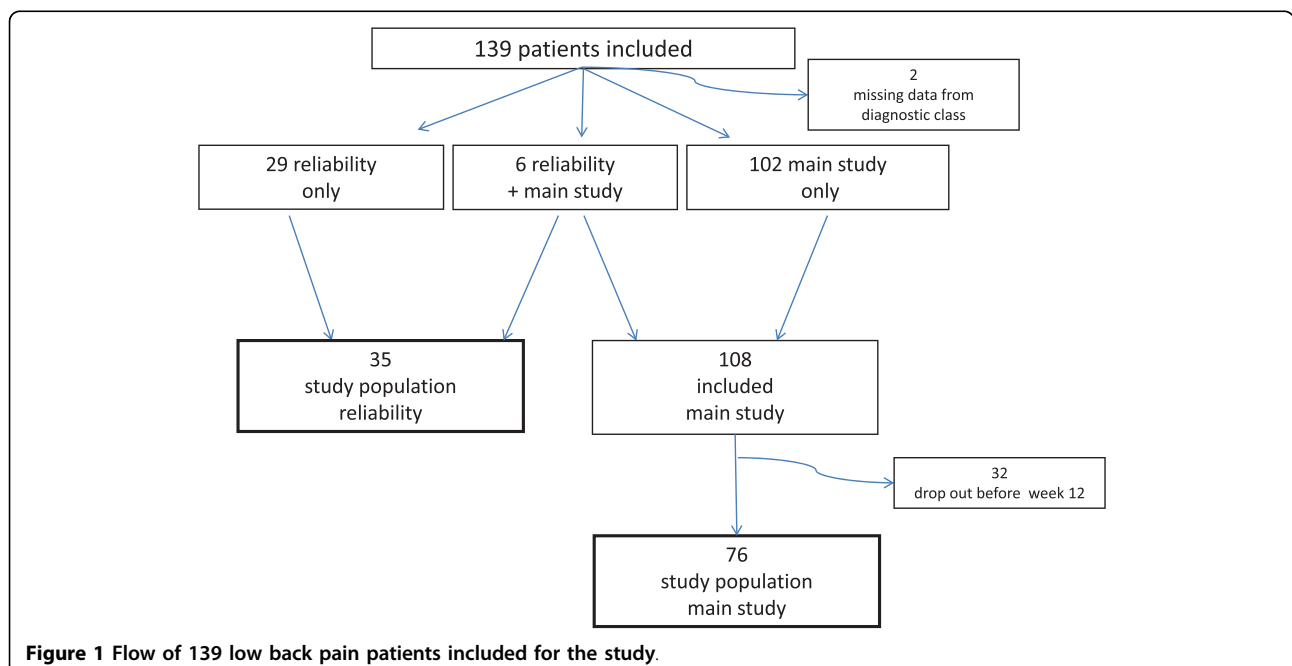 139 patients included
2
missing data from
diagnostic class
29 reliability
only
6 reliability
+ main study
102 main study
only
35
study population
reliability
108
included
main study
32
drop out before week 12
76
study population
main study
Figure 1 Flow of 139 low back pain patients included for the study.